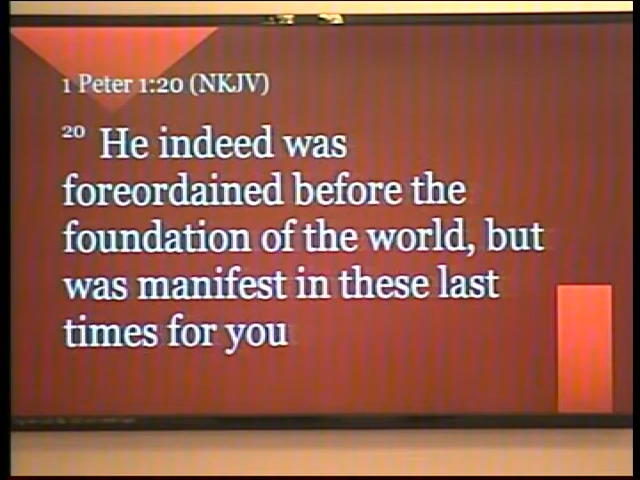 1 Peter 1:20 (NKJV)
20 He indeed was
foreordained before the
foundation of the world, but
was manifest in these last
times for you